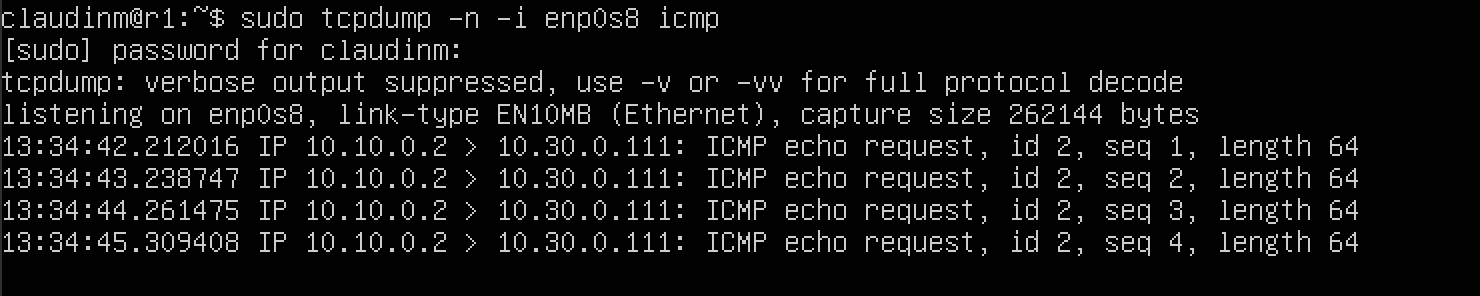 claudinm@r1:~$ sudo tcpdump -n -i enp0s8 icmp
[sudo] password for claudinm:
tcpdump: verbose output suppressed, use -v or -vv for full protocol decode
listening on enp0s8, link-type EN10MB (Ethernet), capture size 262144 bytes
13:34:42.212016 IP 10.10.0.2 > 10.30.0.111: ICMP echo request, id 2, seq 1, length 64
13:34:43.238747 IP 10.10.0.2 > 10.30.0.111: ICMP echo request, id 2, seq 2, length 64
13:34:44.261475 IP 10.10.0.2 > 10.30.0.111: ICMP echo request, id 2, seq 3, length 64
13:34:45.309408 IP 10.10.0.2 > 10.30.0.111: ICMP echo request, id 2, seq 4, length 64